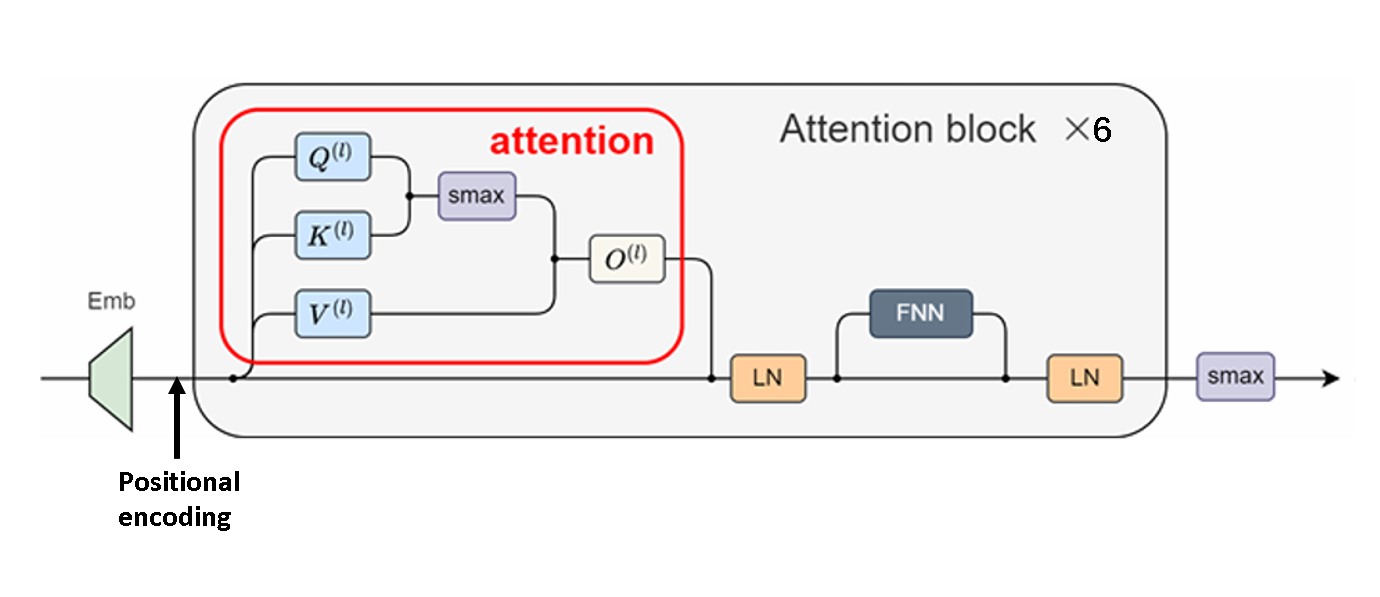 Attention block ×6
attention
Q^(l)
smax
K^(l)
O^(l)
V^(l)
Emb
FNN
LN
LN
smax
Positional
encoding